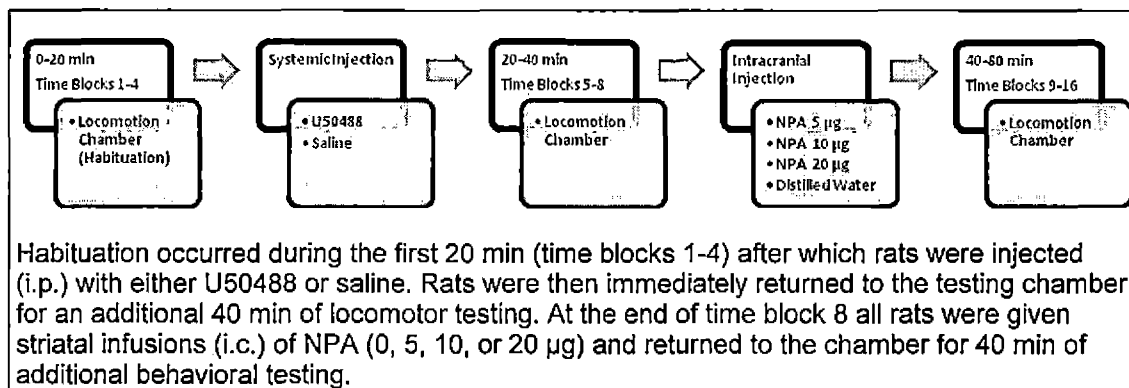 0-20 min
Time Blocks 1-4
• Locomotion
Chamber
(Habituation)
Systemic Injection
• U50488
• Saline
20-40 min
Time Blocks 5-8
• Locomotion
Chamber
Intracranial
Injection
• NPA 5 µg
• NPA 10 µg
• NPA 20 µg
• Distilled Water
40-80 min
Time Blocks 9-16
• Locomotion
Chamber
Habituation occurred during the first 20 min (time blocks 1-4) after which rats were injected
(i.p.) with either U50488 or saline. Rats were then immediately returned to the testing chamber
for an additional 40 min of locomotor testing. At the end of time block 8 all rats were given
striatal infusions (i.c.) of NPA (0, 5, 10, or 20 µg) and returned to the chamber for 40 min of
additional behavioral testing.